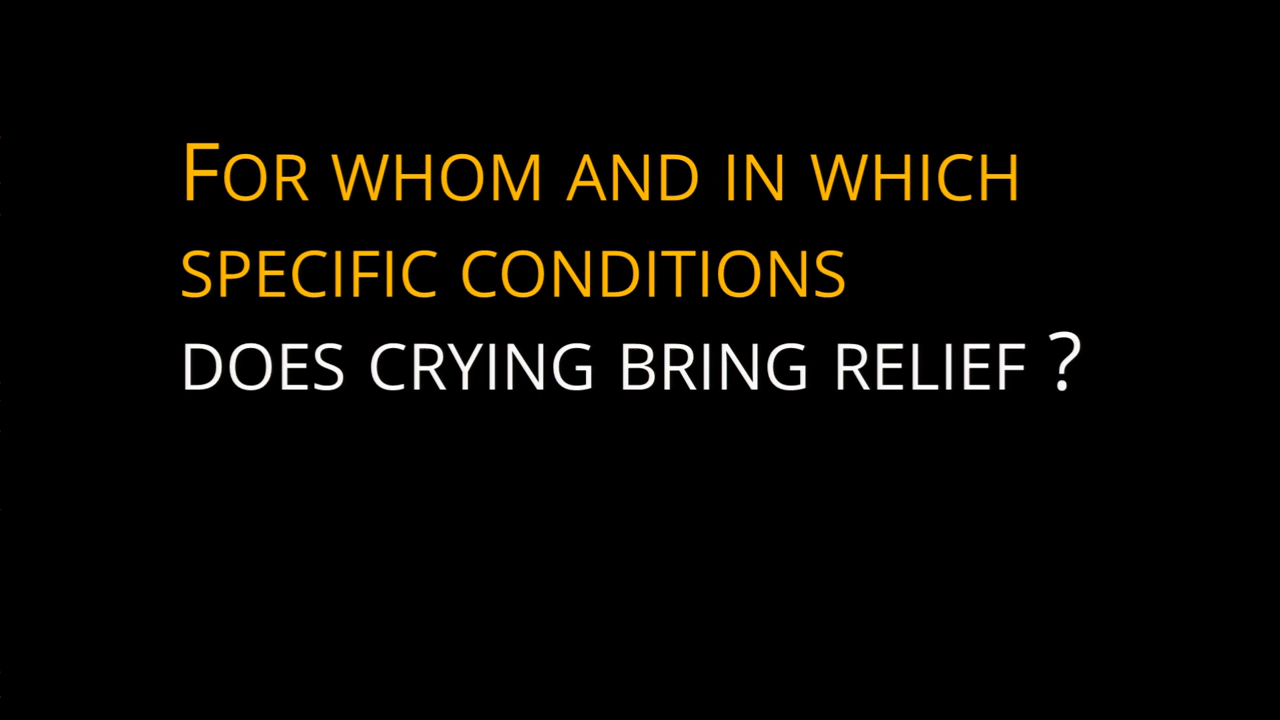 For whom and in which
specific conditions
does crying bring relief ?